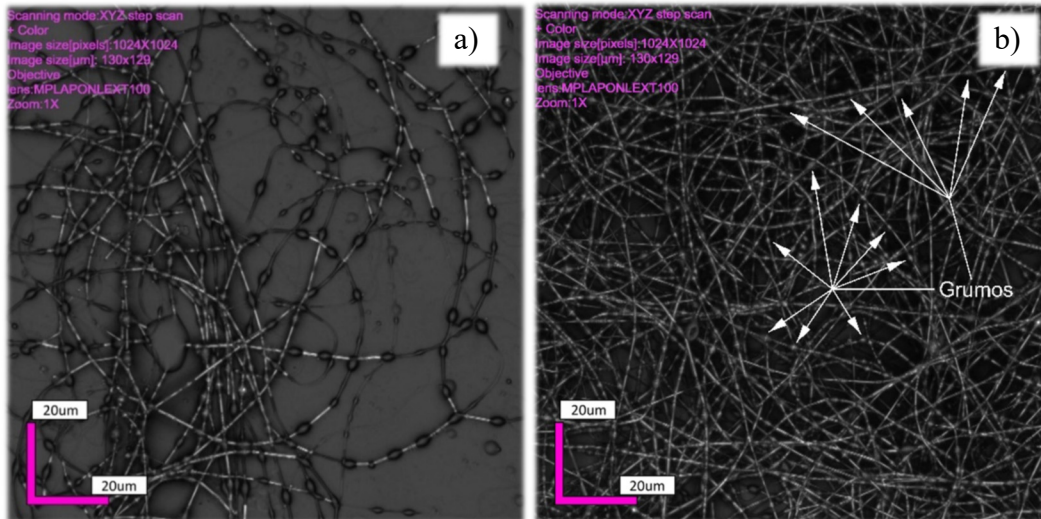 Scanning mode:XYZ step scan
+ Color
Image size[pixels]:1024X1024
Image size[µm]: 130x129
Objective
lens:MPLAPONLEXT100
Zoom:1X
a)
20um
20um
Scanning mode:XYZ step scan
+ Color
Image size[pixels]:1024X1024
Image size[µm]: 130x129
Objective
lens:MPLAPONLEXT100
Zoom:1X
b)
Grumos
20um
20um